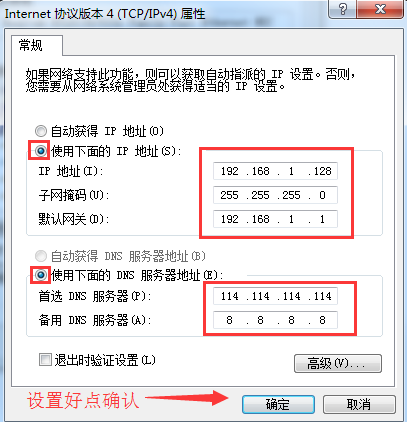 Internet 协议版本 4 (TCP/IPv4) 属性
常规
如果网络支持此功能，则可以获取自动指派的 IP 设置。否则，
您需要从网络系统管理员处获得适当的 IP 设置。
自动获得 IP 地址(O)
使用下面的 IP 地址(S):
IP 地址(I): 192 .168 . 1 .128
子网掩码(U): 255 .255 .255 . 0
默认网关(D): 192 .168 . 1 . 1
自动获得 DNS 服务器地址(B)
使用下面的 DNS 服务器地址(E):
首选 DNS 服务器(P): 114 .114 .114 .114
备用 DNS 服务器(A): 8 . 8 . 8 . 8
退出时验证设置(L)
高级(V)...
设置好点确认
确定
取消